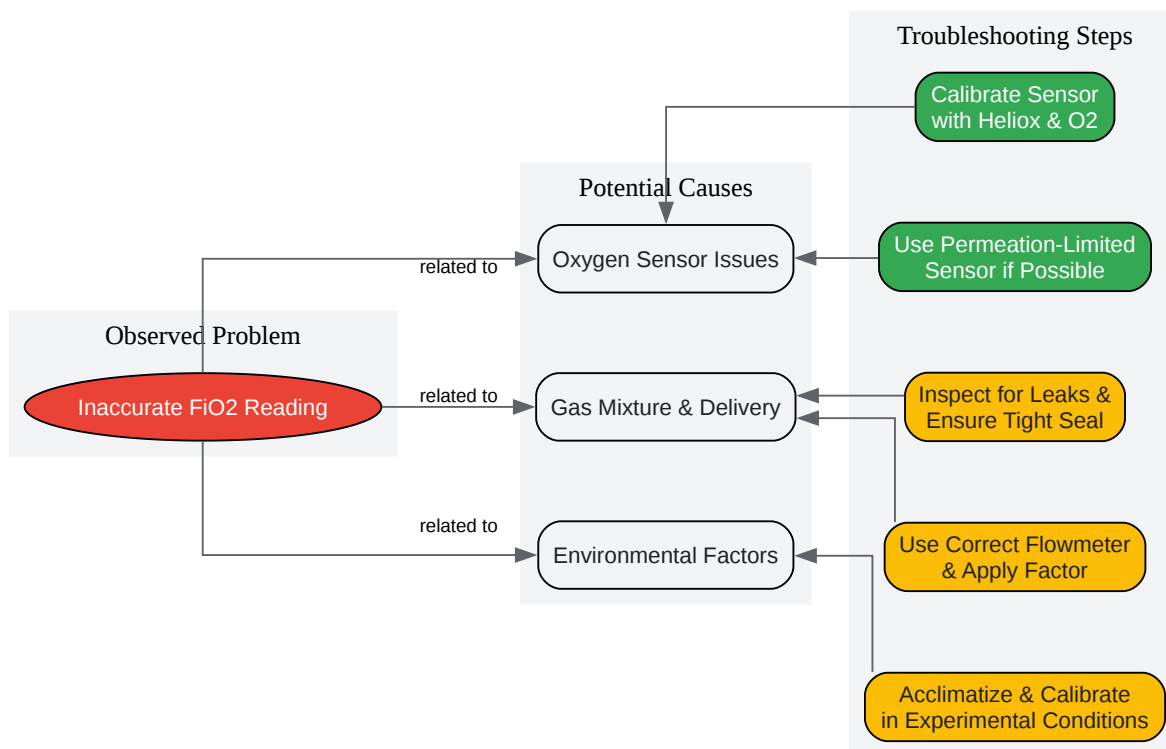 Troubleshooting Steps
Calibrate Sensor
with Heliox & O2
Potential Causes
Use Permeation-Limited
Sensor if Possible
Oxygen Sensor Issues
related to
Observed Problem
Inaccurate FiO2 Reading
related to
Gas Mixture & Delivery
Inspect for Leaks &
Ensure Tight Seal
related to
Environmental Factors
Use Correct Flowmeter
& Apply Factor
Acclimatize & Calibrate
in Experimental Conditions